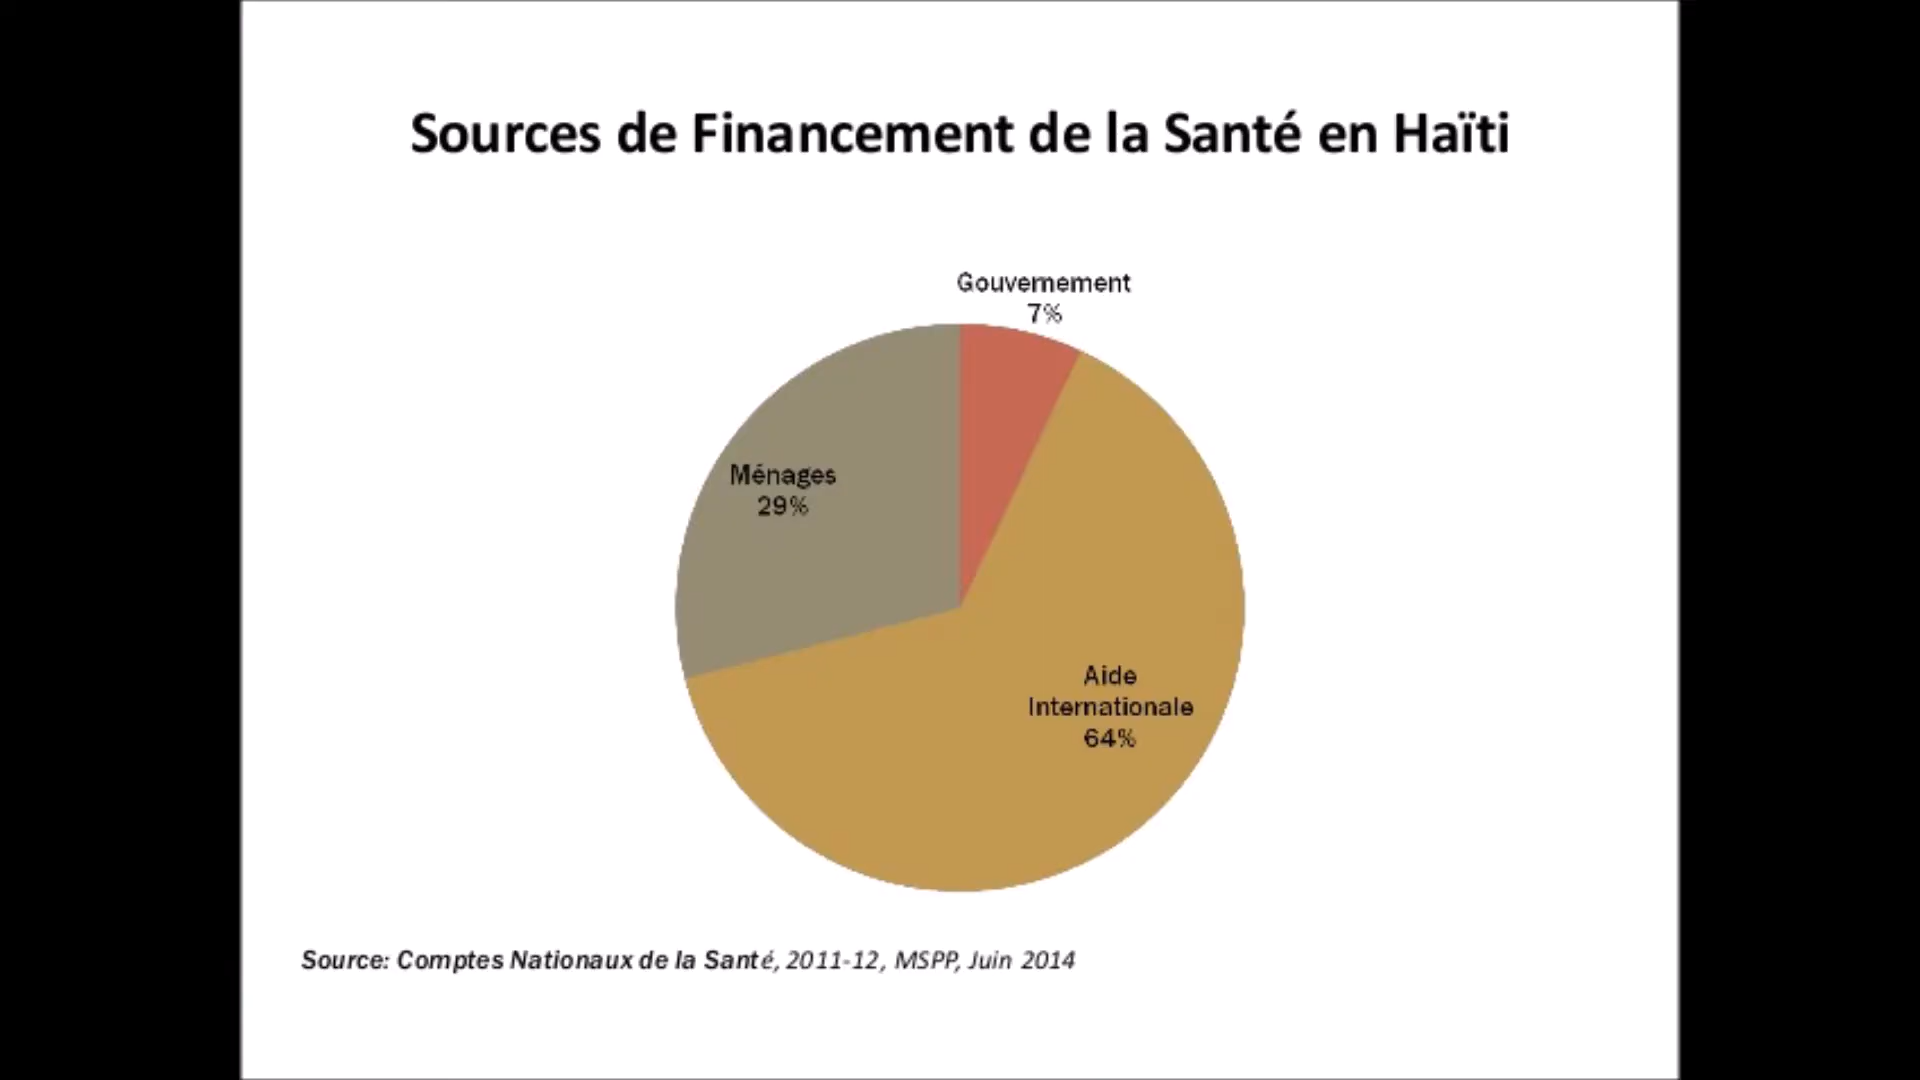 Sources de Financement de la Santé en Haïti
Gouvernement
7%
Ménages
29%
Aide
Internationale
64%
Source: Comptes Nationaux de la Santé, 2011-12, MSPP, Juin 2014